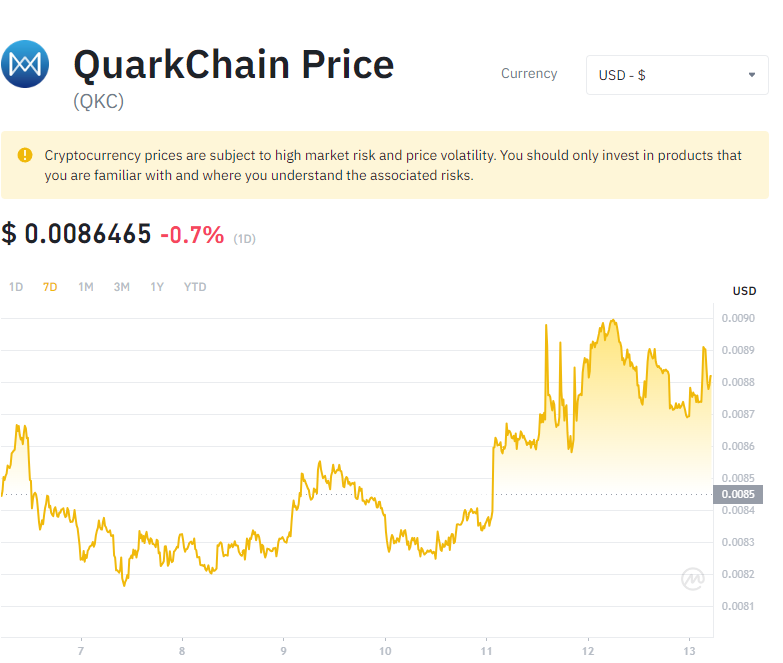 QuarkChain Price
(QKC)
Currency
USD - $
Cryptocurrency prices are subject to high market risk and price volatility. You should only invest in products that
you are familiar with and where you understand the associated risks.
$ 0.0086465 -0.7% (1D)
1D 7D 1M 3M 1Y YTD
USD
0.0090
0.0089
0.0088
0.0087
0.0086
0.0085
0.0085
0.0084
0.0083
0.0082
0.0081
7 8 9 10 11 12 13